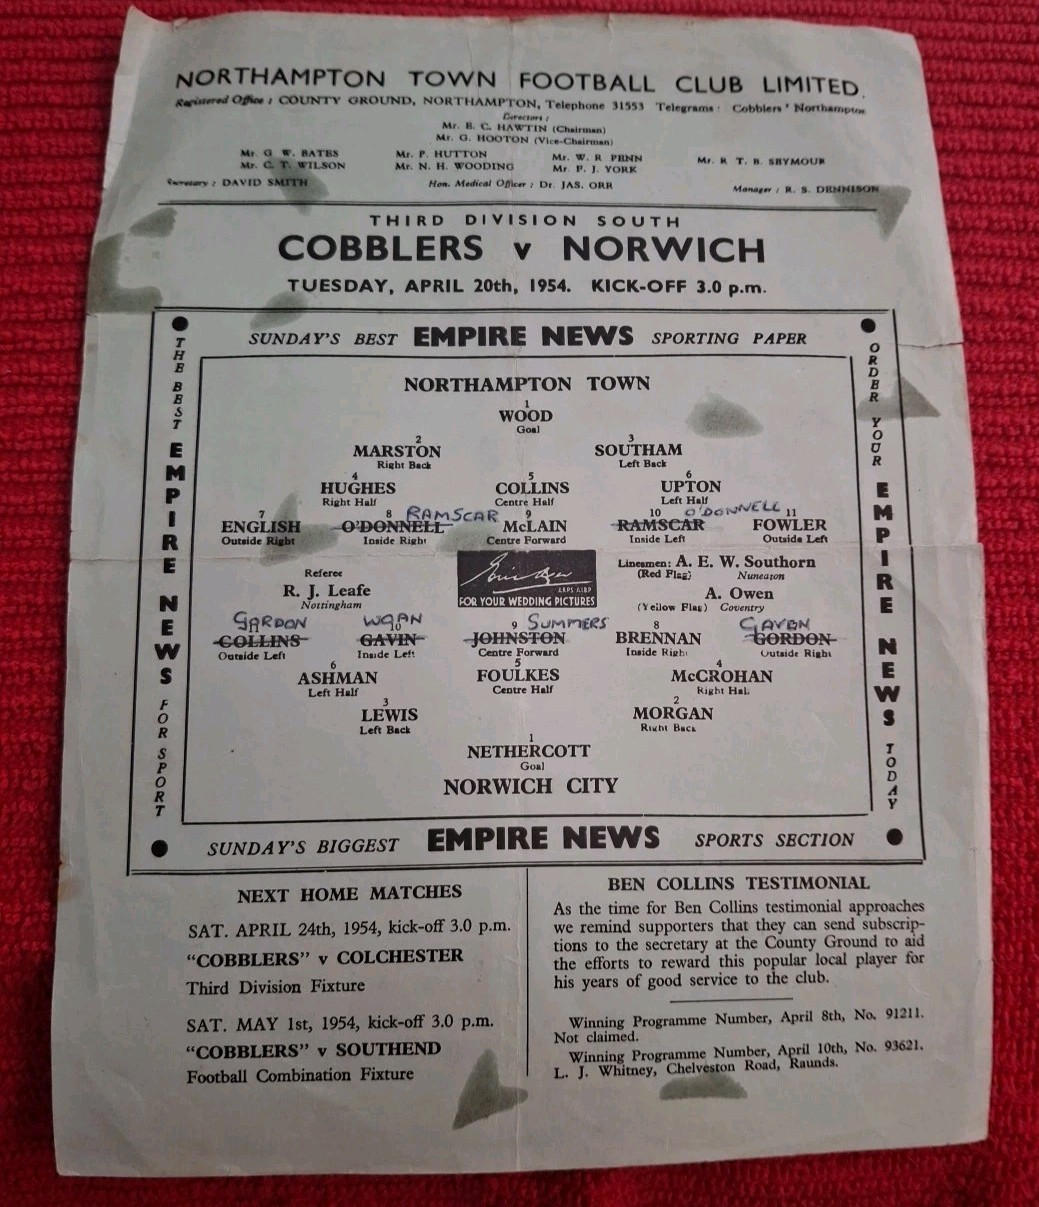 NORTHAMPTON TOWN FOOTBALL CLUB LIMITED.
Registered Office : COUNTY GROUND, NORTHAMPTON, Telephone 31553 Telegrams : Cobblers ' Northampton
Directors :
Mr. E. C. HAWTIN (Chairman)
Mr. G. HOOTON (Vice-Chairman)
Mr. G W. BATES Mr. P. HUTTON Mr. W. R PENN Mr. R T. B. SEYMOUR
Mr. C. T. WILSON Mr. N. H. WOODING Mr. P. J. YORK
Secretary : DAVID SMITH Hon. Medical Officer : Dr. JAS. ORR Manager : R. S. DENNISON
THIRD DIVISION SOUTH
COBBLERS v NORWICH
TUESDAY, APRIL 20th, 1954. KICK-OFF 3.0 p.m.
SUNDAY'S BEST EMPIRE NEWS SPORTING PAPER
THE BEST EMPIRE NEWS FOR SPORT
ORDER YOUR EMPIRE NEWS TODAY
NORTHAMPTON TOWN
1
WOOD
Goal
2 3
MARSTON SOUTHAM
Right Back Left Back
4 5 6
HUGHES COLLINS UPTON
Right Half Centre Half Left Half
7 8 RAMSCAR 9 10 O'DONNELL 11
ENGLISH O'DONNELL McLAIN RAMSCAR FOWLER
Outside Right Inside Right Centre Forward Inside Left Outside Left
Referee
R. J. Leafe
Nottingham
ARPS AIBP
FOR YOUR WEDDING PICTURES
Linesmen: A. E. W. Southorn
(Red Flag) Nuneaton
A. Owen
(Yellow Flag) Coventry
GORDON WOAN 10 9 SUMMERS 8 GAVEN
COLLINS GAVIN JOHNSTON BRENNAN GORDON
Outside Left Inside Left Centre Forward Inside Right Outside Right
6 5 4
ASHMAN FOULKES McCROHAN
Left Half Centre Half Right Hal.
3 2
LEWIS MORGAN
Left Back Right Back
1
NETHERCOTT
Goal
NORWICH CITY
SUNDAY'S BIGGEST EMPIRE NEWS SPORTS SECTION
NEXT HOME MATCHES
SAT. APRIL 24th, 1954, kick-off 3.0 p.m.
"COBBLERS" v COLCHESTER
Third Division Fixture
SAT. MAY 1st, 1954, kick-off 3.0 p.m.
"COBBLERS" v SOUTHEND
Football Combination Fixture
BEN COLLINS TESTIMONIAL
As the time for Ben Collins testimonial approaches
we remind supporters that they can send subscrip-
tions to the secretary at the County Ground to aid
the efforts to reward this popular local player for
his years of good service to the club.
Winning Programme Number, April 8th, No. 91211.
Not claimed.
Winning Programme Number, April 10th, No. 93621.
L. J. Whitney, Chelveston Road, Raunds.